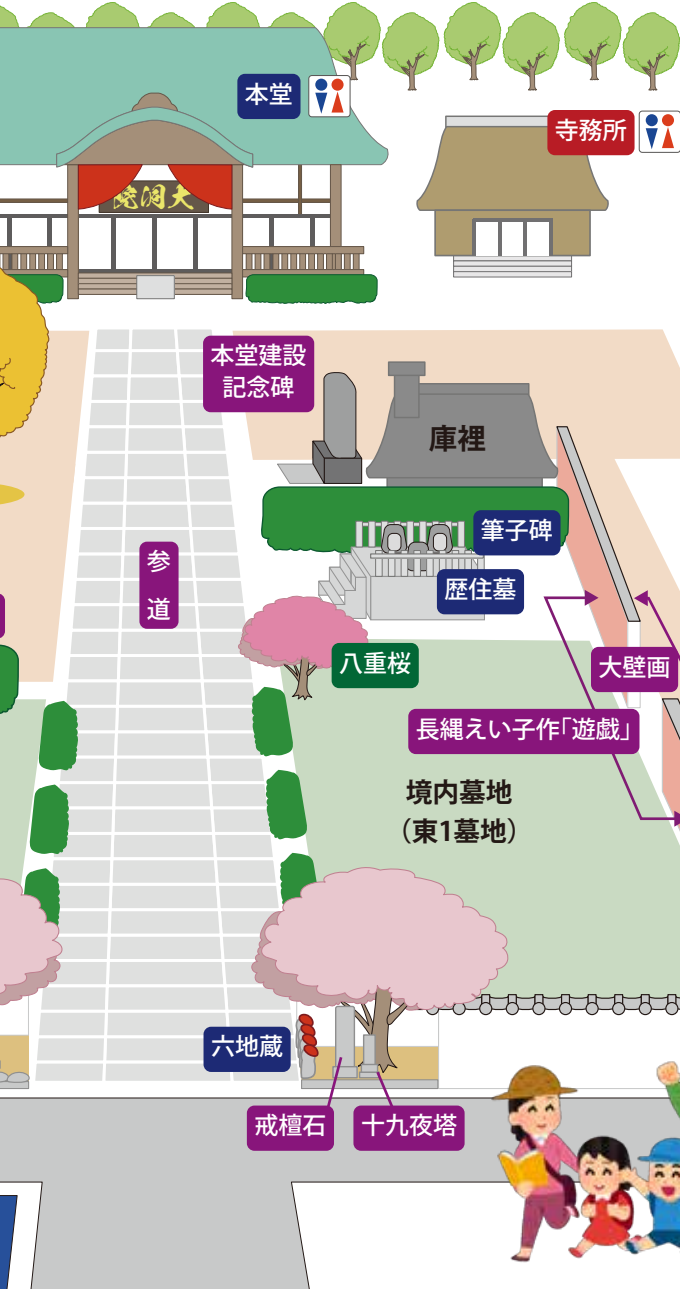 本堂
寺務所
天洞院
本堂建設
記念碑
庫裡
筆子碑
歴住墓
参
道
八重桜
大壁画
長縄えい子作「遊戯」
境内墓地
（東1墓地）
六地蔵
戒檀石
十九夜塔